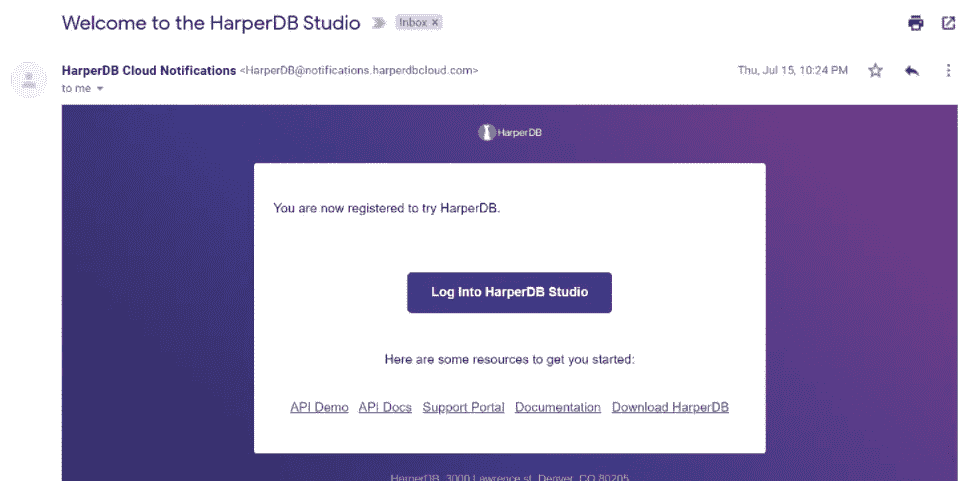 Welcome to the HarperDB Studio Inbox x
HarperDB Cloud Notifications <HarperDB@notifications.harperdbcloud.com> Thu, Jul 15, 10:24 PM
to me
HarperDB
You are now registered to try HarperDB.
Log Into HarperDB Studio
Here are some resources to get you started:
API Demo API Docs Support Portal Documentation Download HarperDB
HarperDB, 3000 Lawrence st, Denver, CO 80205